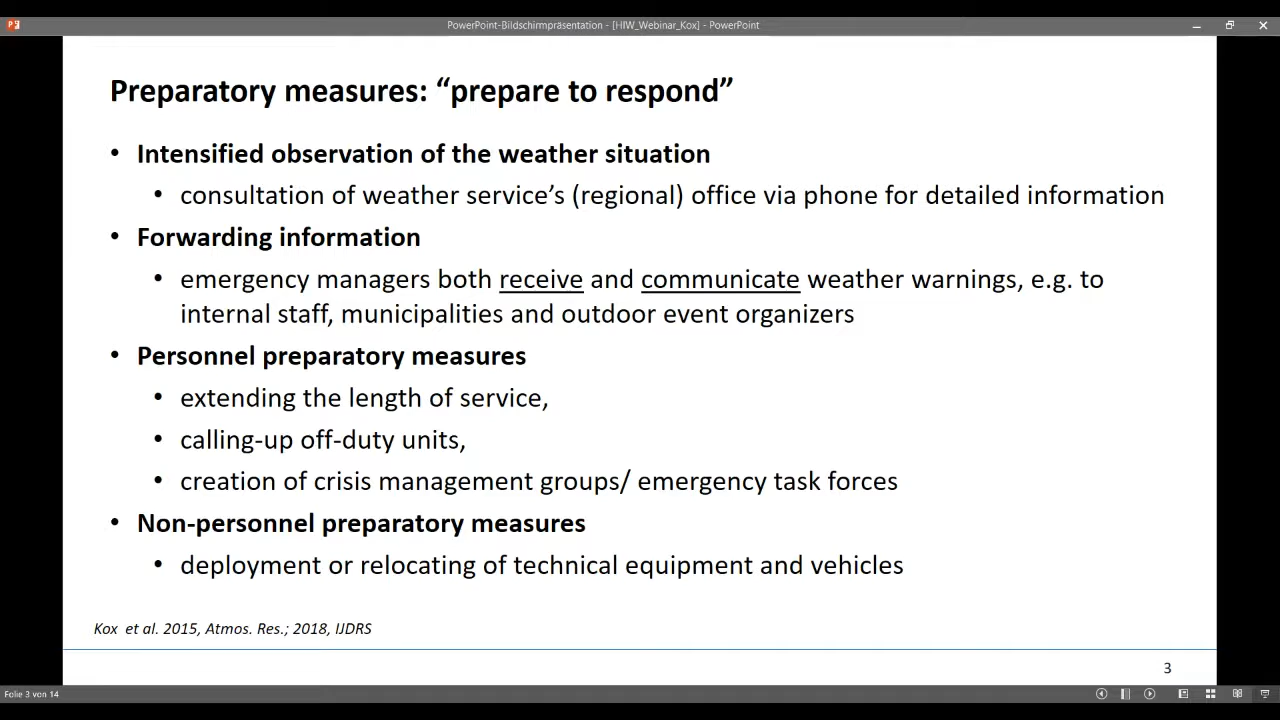 PowerPoint-Bildschirmpräsentation - [HIW_Webinar_Kox] - PowerPoint
Preparatory measures: “prepare to respond”
• Intensified observation of the weather situation
• consultation of weather service’s (regional) office via phone for detailed information
• Forwarding information
• emergency managers both receive and communicate weather warnings, e.g. to
internal staff, municipalities and outdoor event organizers
• Personnel preparatory measures
• extending the length of service,
• calling-up off-duty units,
• creation of crisis management groups/ emergency task forces
• Non-personnel preparatory measures
• deployment or relocating of technical equipment and vehicles
Kox et al. 2015, Atmos. Res.; 2018, IJDRS
3
Folie 3 von 14